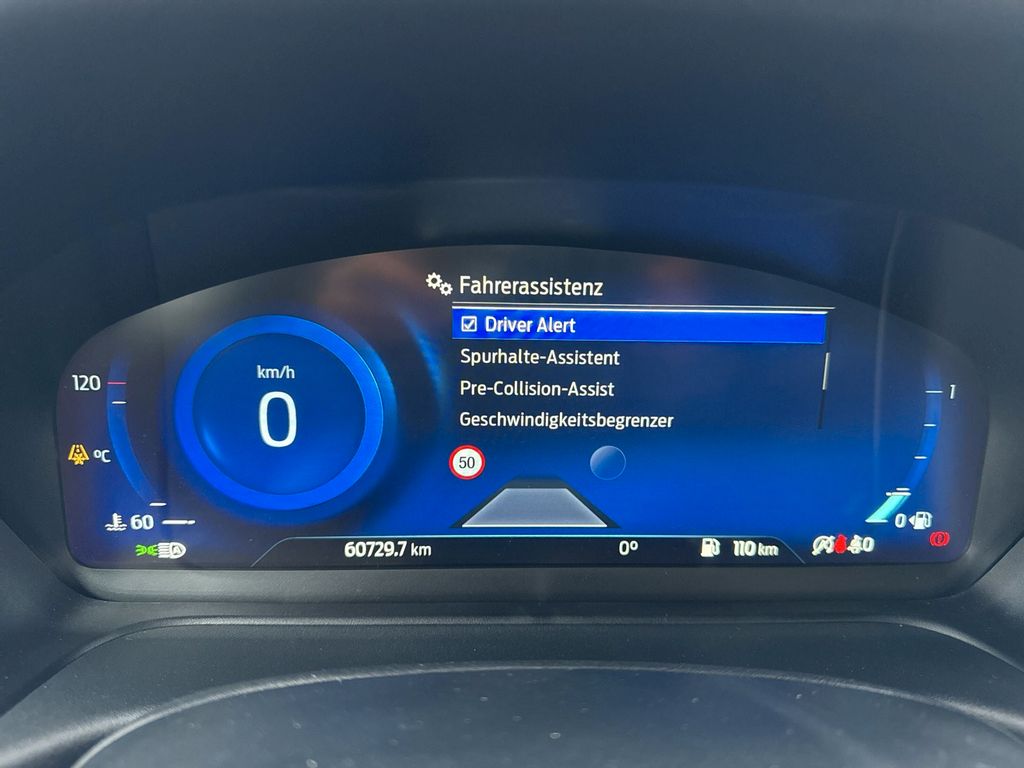 Fahrerassistenz
Driver Alert
Spurhalte-Assistent
Pre-Collision-Assist
Geschwindigkeitsbegrenzer
km/h
0
120
°C
60
50
1
0
60729.7 km
0°
110 km